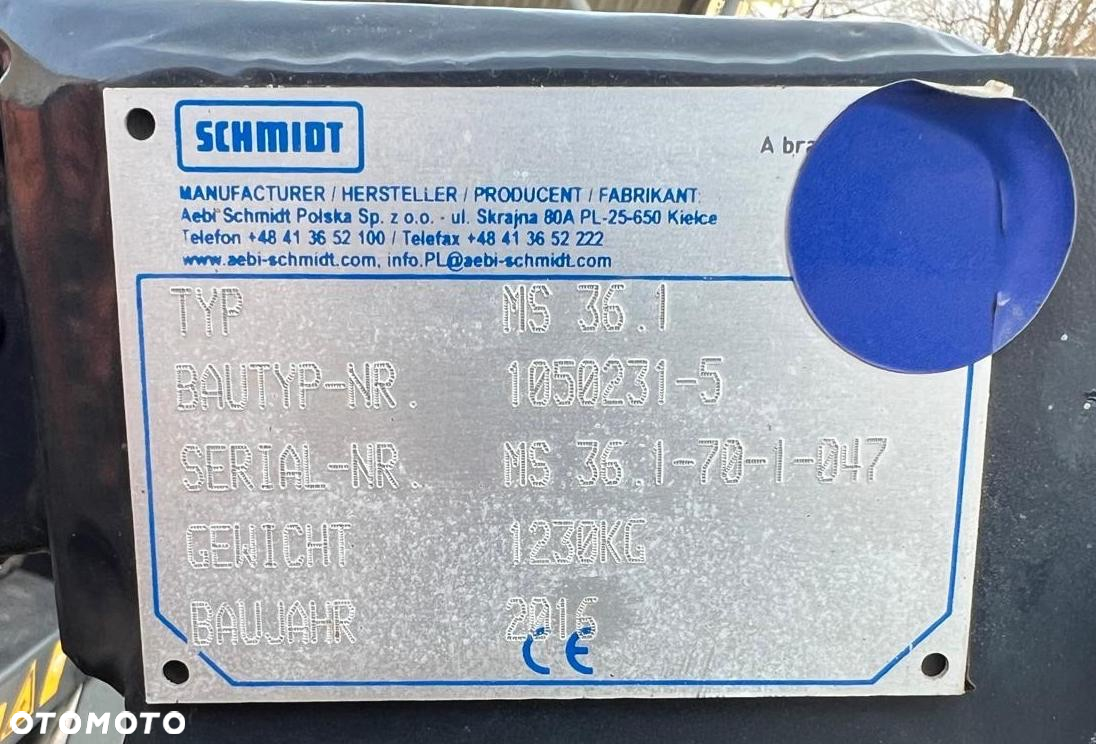 SCHMIDT
A
MANUFACTURER / HERSTELLER / PRODUCENT / FABRIKANT:
Aebi Schmidt Polska Sp. z o.o. - ul. Skrajna 80A PL-25-650 Kielce
Telefon +48 41 36 52 100 / Telefax +48 41 36 52 222
www.aebi-schmidt.com, info.PL@aebi-schmidt.com
TYP MS 36.1
BAUTYP-NR. 1050231-5
SERIAL-NR. MS 36.1-70-1-047
GEWICHT 1230KG
BAUJAHR 2016
CE
OTOMOTO